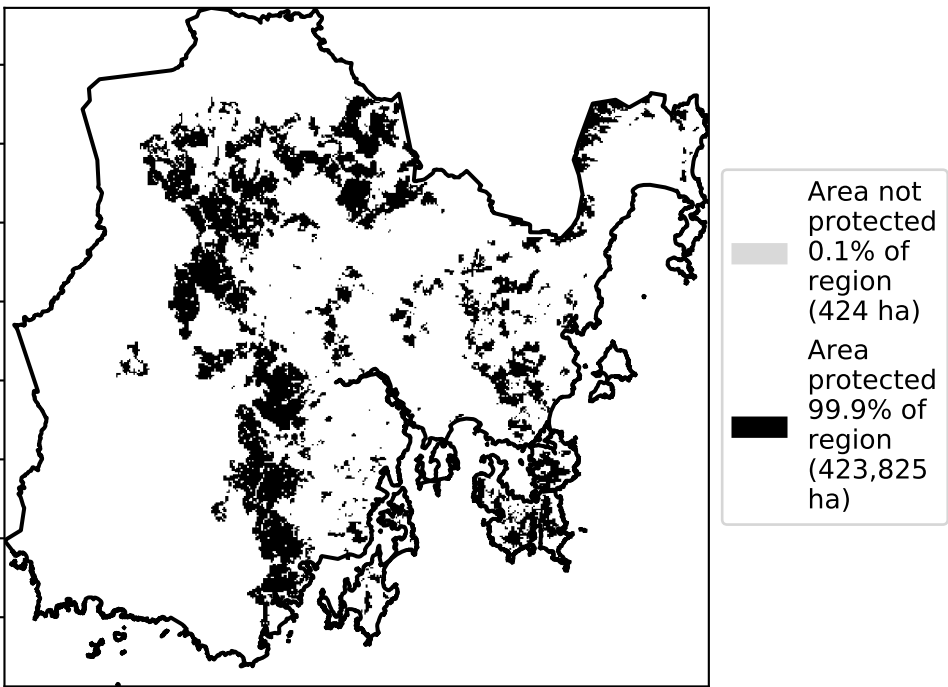 Area not
protected
0.1% of
region
(424 ha)
Area
protected
99.9% of
region
(423,825
ha)